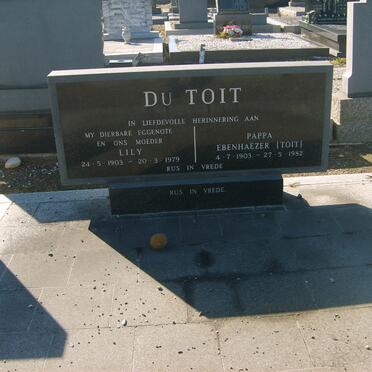 DU TOIT
IN LIEFDEVOLLE HERINNERING AAN
MY DIERBARE EGGENOTE
EN ONS MOEDER
LILY
24-5-1903 - 20-3-1979
PAPPA
EBENHAEZER [TOIT]
4-7-1903 - 27-5-1982
RUS IN VREDE
RUS IN VREDE